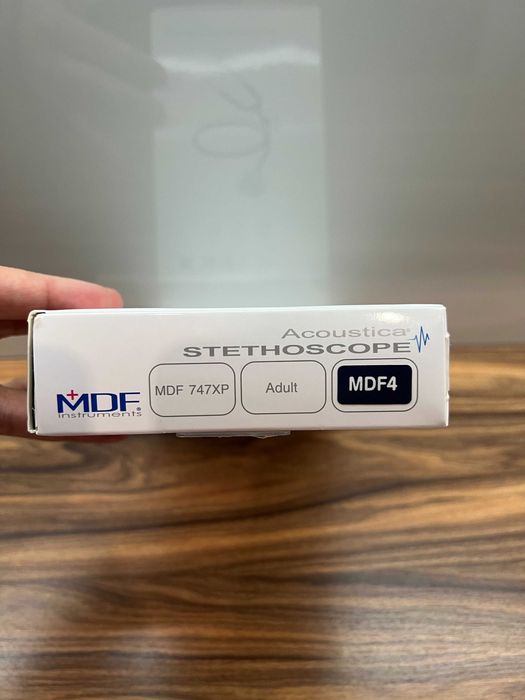 Acoustica®
STETHOSCOPE
MDF®
instruments
MDF 747XP
Adult
MDF4